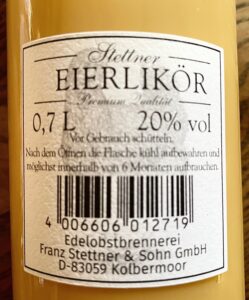 Stettner
EIERLIKÖR
Premium Qualität
0,7 L 20% vol
Vor Gebrauch schütteln.
Nach dem Öffnen die Flasche kühl aufbewahren und
möglichst innerhalb von 6 Monaten aufbrauchen.
4 006606 012719
Edelobstbrennerei
Franz Stettner & Sohn GmbH
D-83059 Kolbermoor